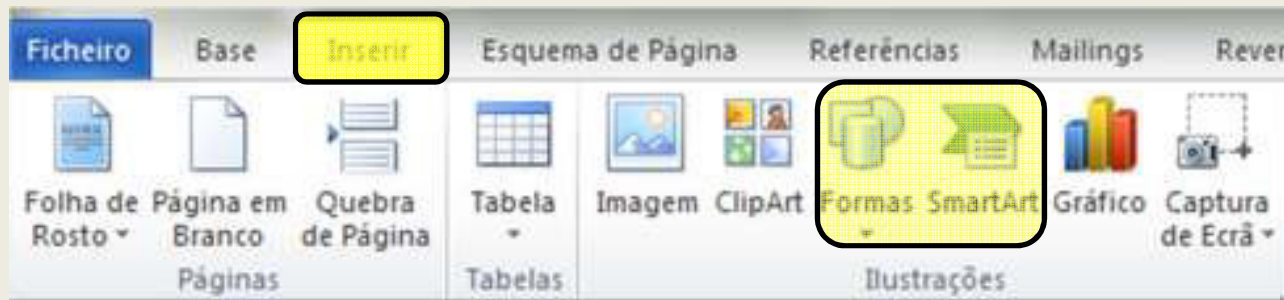 Ficheiro Base Inserir Esquema de Página Referências Mailings Rever
Folha de Rosto
Página em Branco
Quebra de Página
Tabela
Imagem
ClipArt
Formas
SmartArt
Gráfico
Captura de Ecrã
Páginas Tabelas Ilustrações